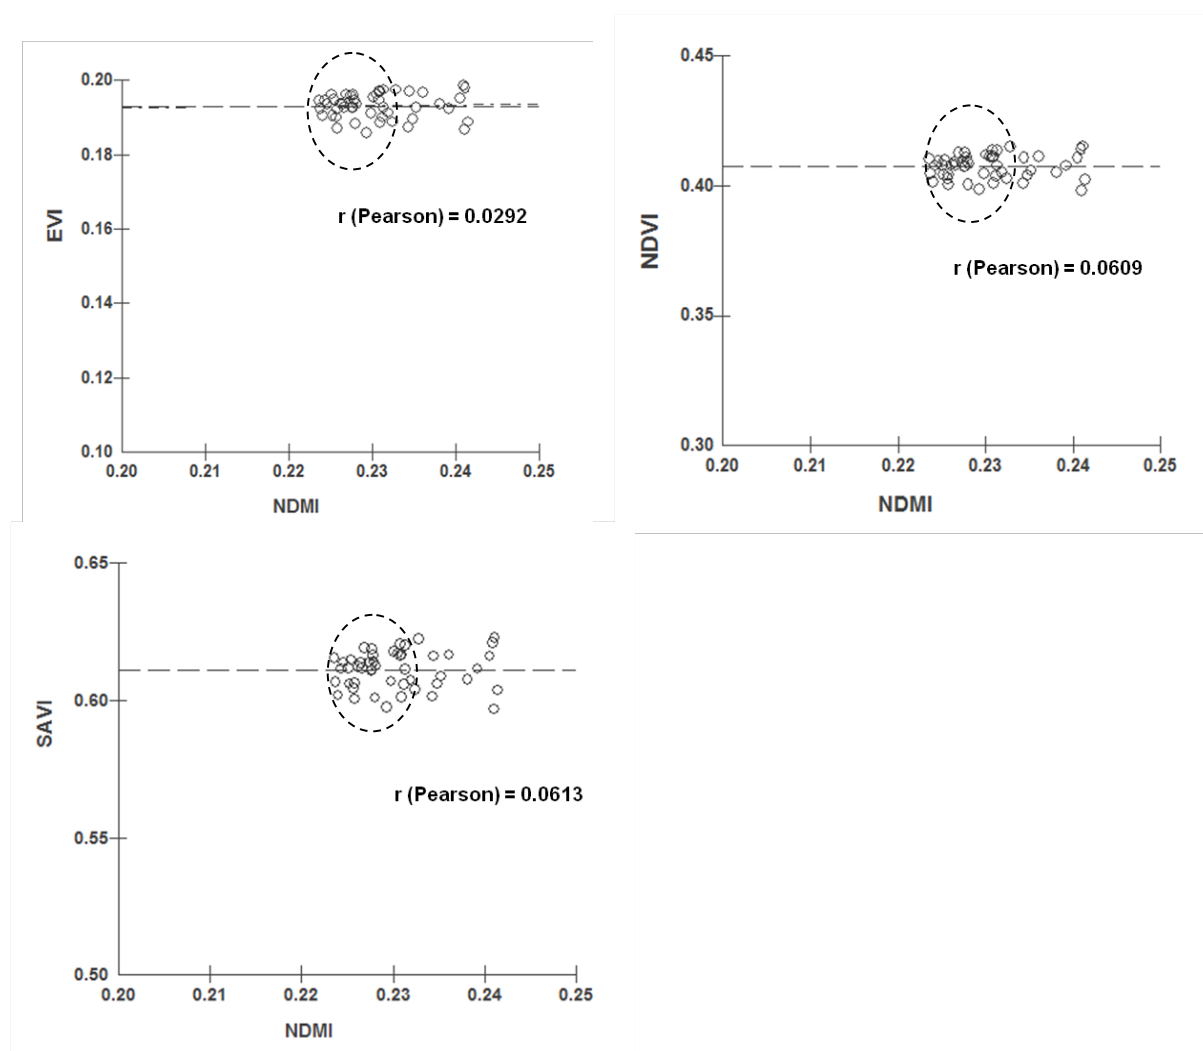 0.20
0.18
0.16
0.14
0.12
0.10
EVI
r (Pearson) = 0.0292
0.20 0.21 0.22 0.23 0.24 0.25
NDMI
0.45
0.40
0.35
0.30
NDVI
r (Pearson) = 0.0609
0.20 0.21 0.22 0.23 0.24 0.25
NDMI
0.65
0.60
0.55
0.50
SAVI
r (Pearson) = 0.0613
0.20 0.21 0.22 0.23 0.24 0.25
NDMI